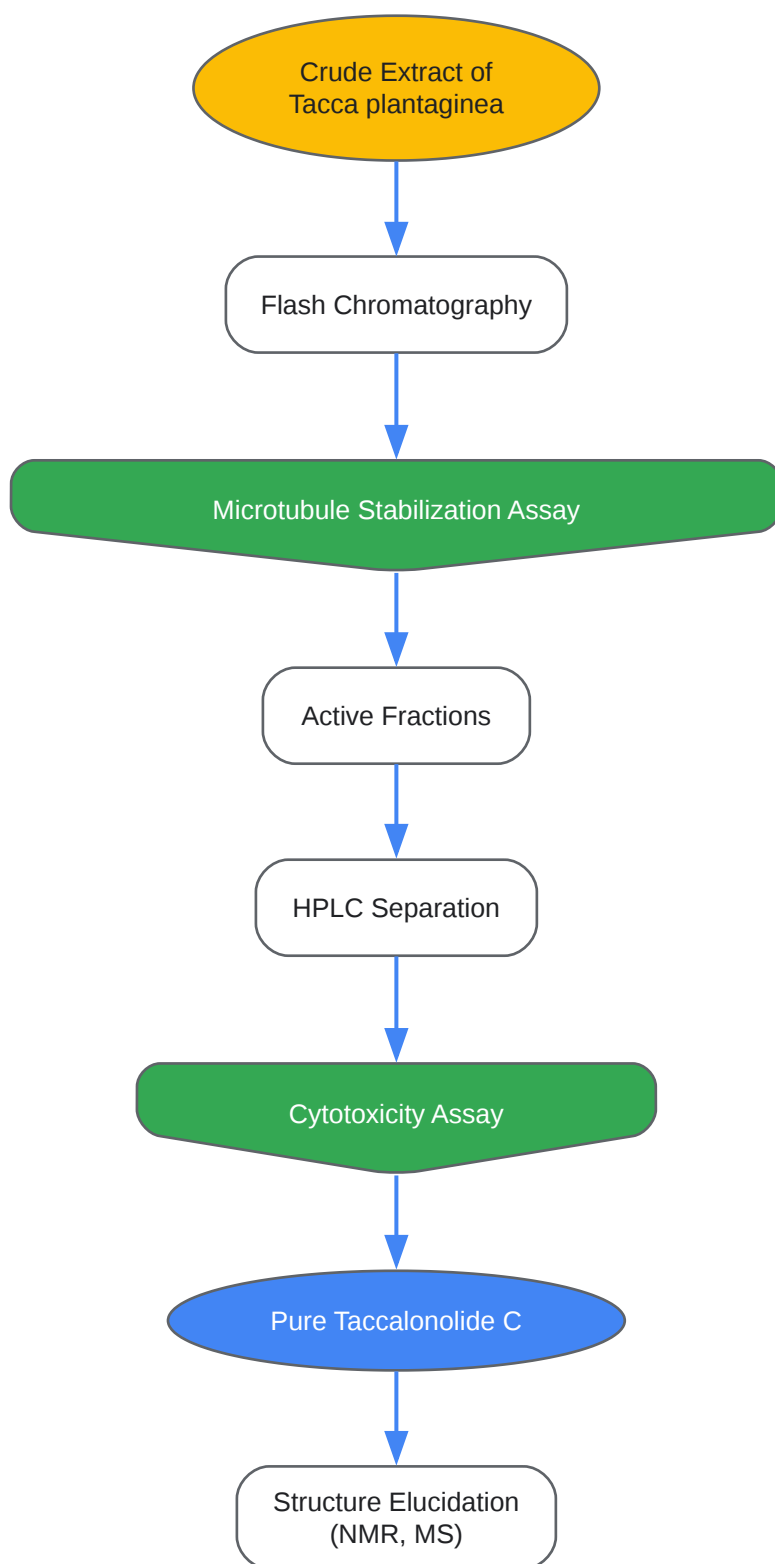 Crude Extract of
Tacca plantaginea
Flash Chromatography
Microtubule Stabilization Assay
Active Fractions
HPLC Separation
Cytotoxicity Assay
Pure Taccalonolide C
Structure Elucidation
(NMR, MS)